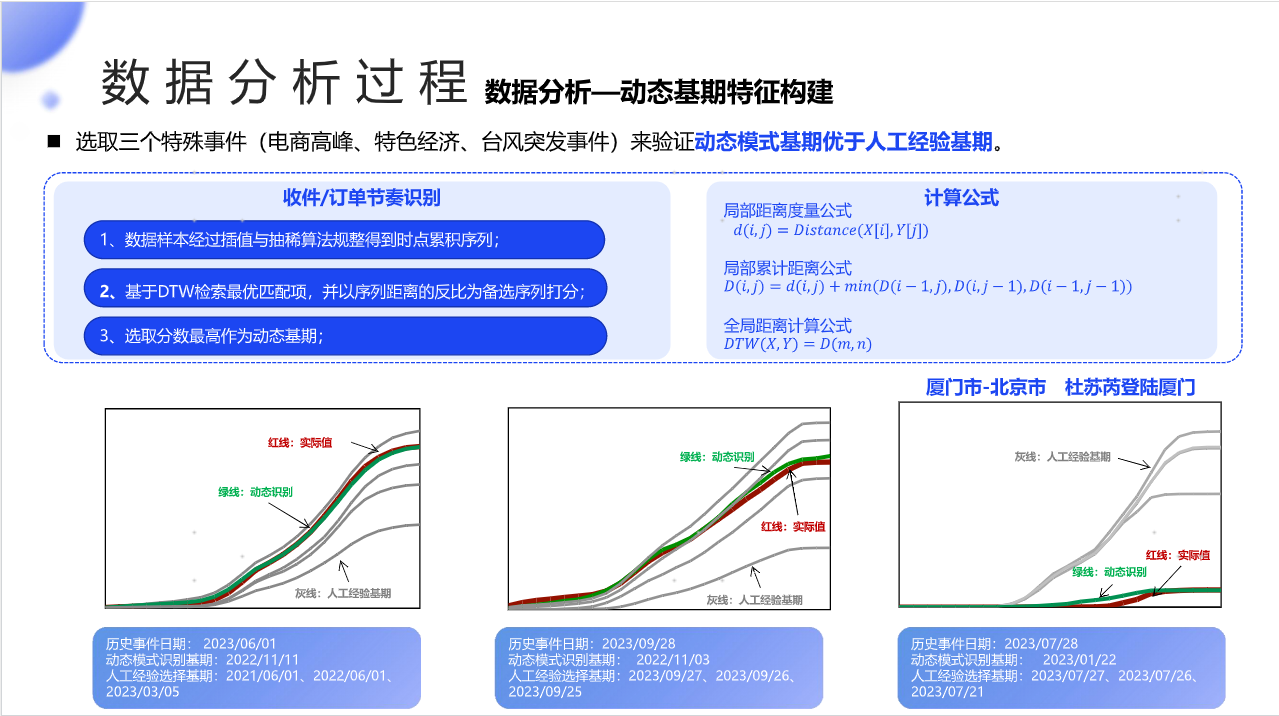 数据分析过程 数据分析—动态基期特征构建
■ 选取三个特殊事件（电商高峰、特色经济、台风突发事件）来验证动态模式基期优于人工经验基期。
收件/订单节奏识别
1、数据样本经过插值与抽稀算法规整得到时点累积序列；
2、基于DTW检索最优匹配项，并以序列距离的反比为备选序列打分；
3、选取分数最高作为动态基期；
计算公式
局部距离度量公式
d(i,j) = Distance(X[i],Y[j])
局部累计距离公式
D(i,j) = d(i,j) + min(D(i−1,j),D(i,j−1),D(i−1,j−1))
全局距离计算公式
DTW(X,Y) = D(m,n)
红线：实际值
绿线：动态识别
灰线：人工经验基期
历史事件日期： 2023/06/01
动态模式识别基期：2022/11/11
人工经验选择基期：2021/06/01、2022/06/01、
2023/03/05
绿线：动态识别
红线：实际值
灰线：人工经验基期
历史事件日期：2023/09/28
动态模式识别基期： 2022/11/03
人工经验选择基期：2023/09/27、2023/09/26、
2023/09/25
厦门市-北京市 杜苏芮登陆厦门
灰线：人工经验基期
红线：实际值
绿线：动态识别
历史事件日期：2023/07/28
动态模式识别基期： 2023/01/22
人工经验选择基期：2023/07/27、2023/07/26、
2023/07/21